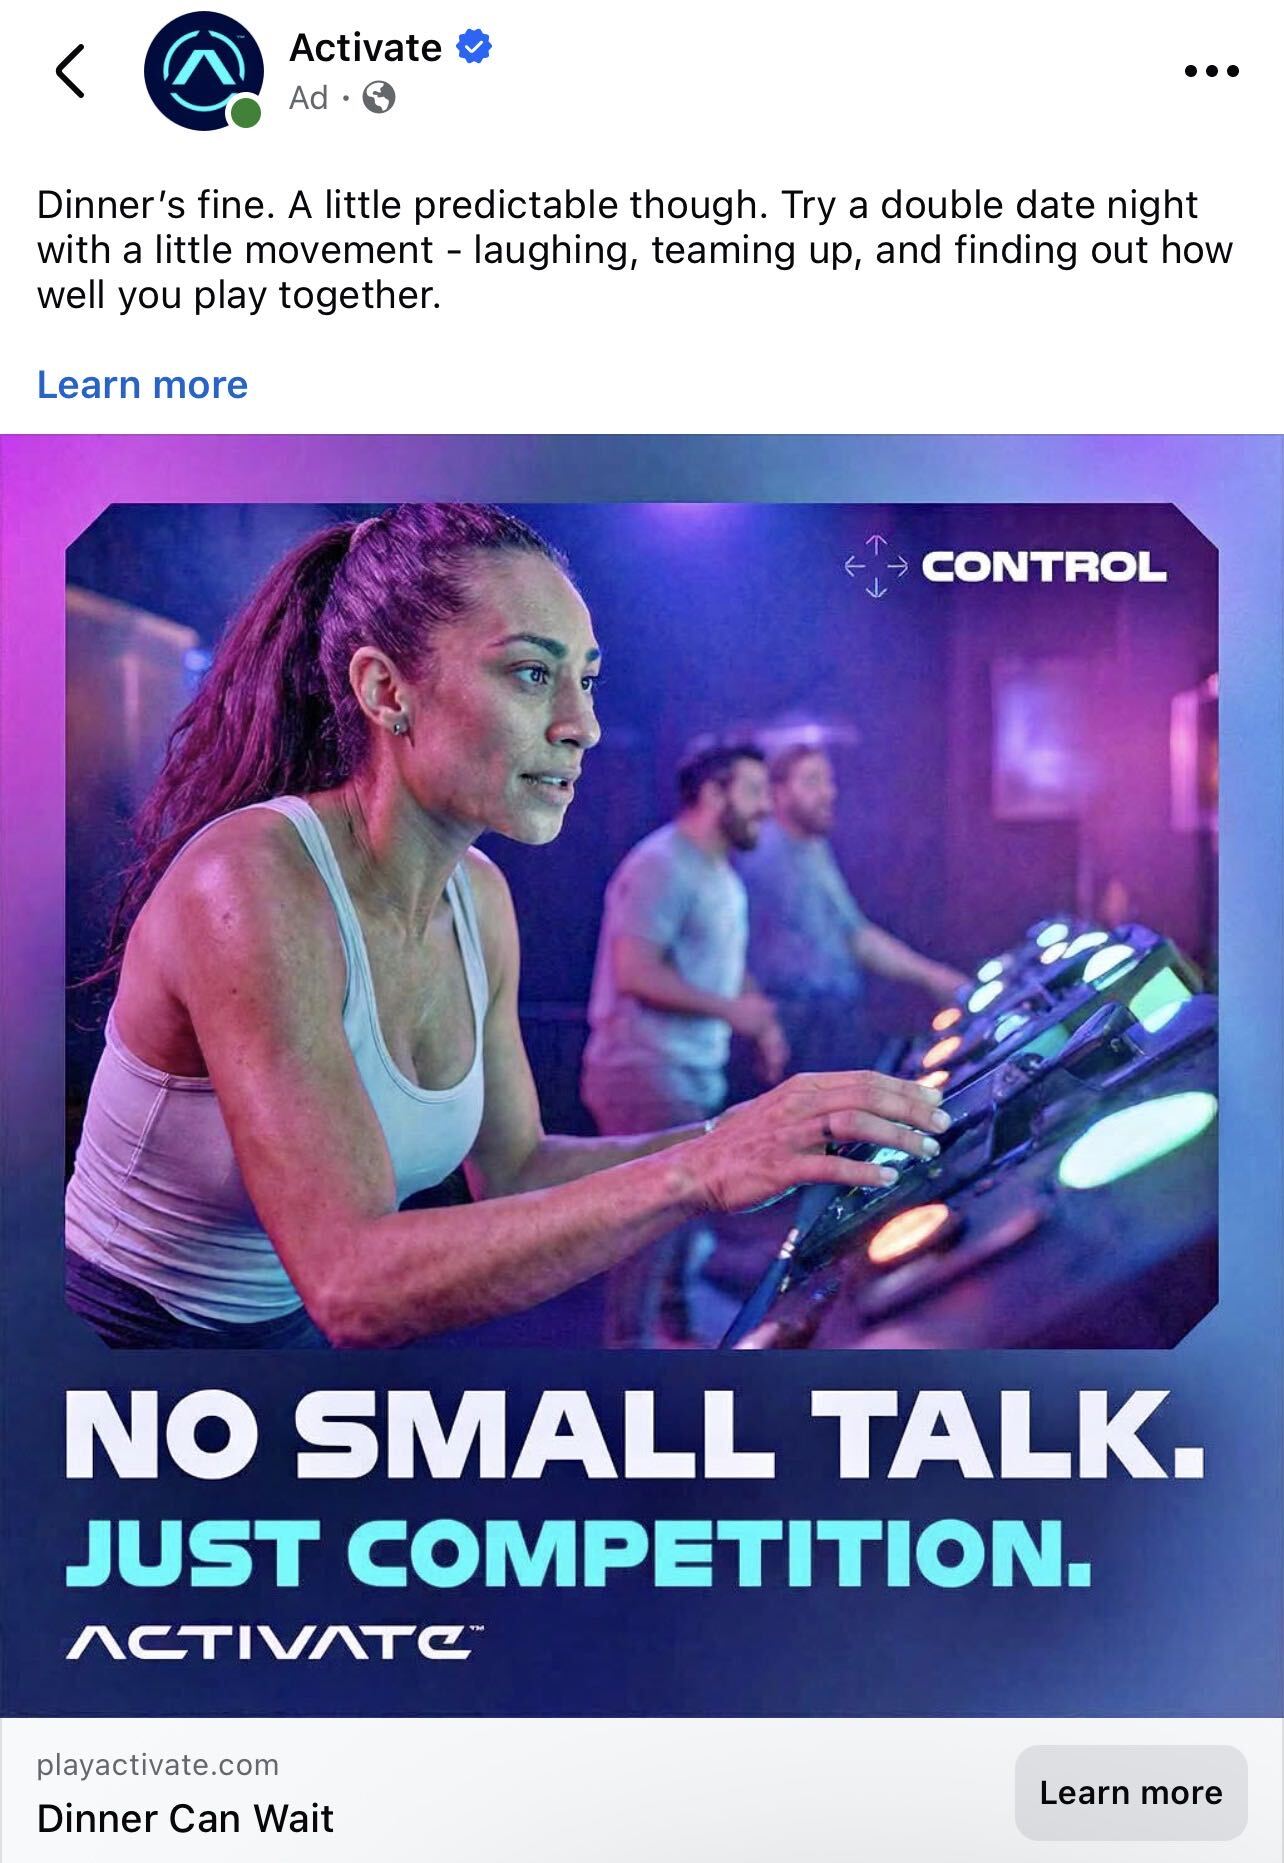 Activate
Ad ·
Dinner’s fine. A little predictable though. Try a double date night
with a little movement - laughing, teaming up, and finding out how
well you play together.
Learn more
CONTROL
NO SMALL TALK.
JUST COMPETITION.
ACTIVATE™
playactivate.com
Dinner Can Wait
Learn more